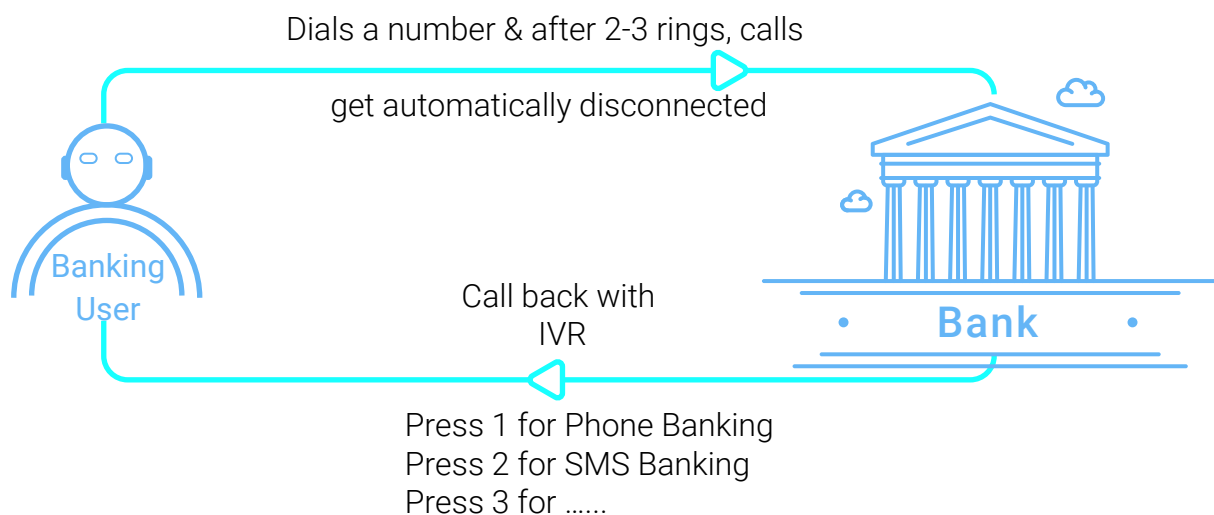 Dials a number & after 2-3 rings, calls
get automatically disconnected
Banking
User
Call back with
IVR
Bank
Press 1 for Phone Banking
Press 2 for SMS Banking
Press 3 for ......